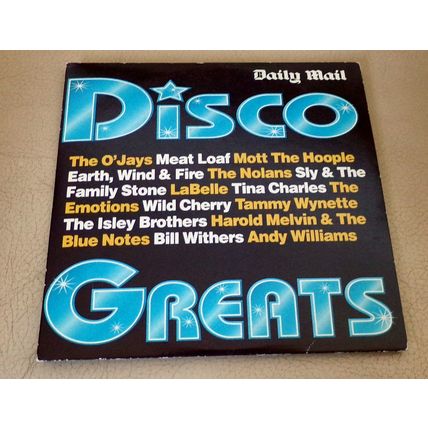 Daily Mail
DISCO
The O'Jays Meat Loaf Mott The Hoople
Earth, Wind & Fire The Nolans Sly & The
Family Stone LaBelle Tina Charles The
Emotions Wild Cherry Tammy Wynette
The Isley Brothers Harold Melvin & The
Blue Notes Bill Withers Andy Williams
GREATS